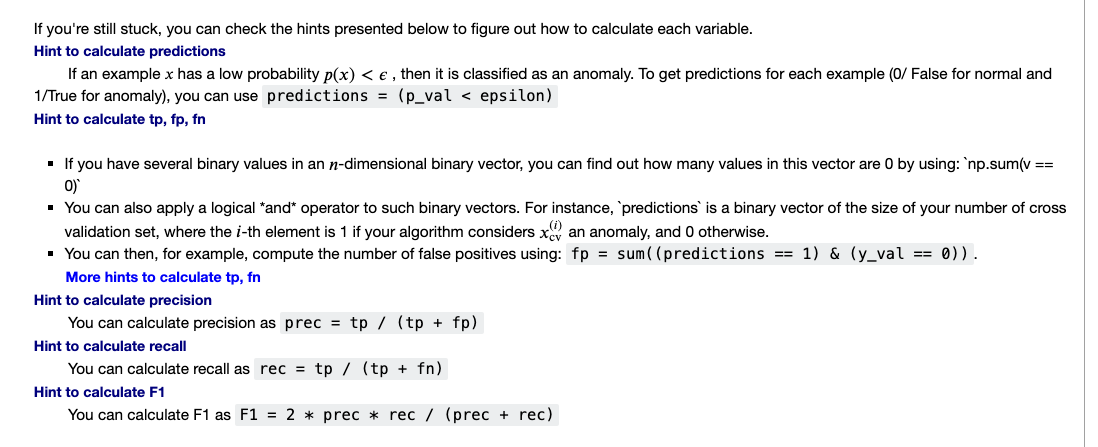 If you're still stuck, you can check the hints presented below to figure out how to calculate each variable.
Hint to calculate predictions
If an example x has a low probability p(x) < ϵ , then it is classified as an anomaly. To get predictions for each example (0/ False for normal and
1/True for anomaly), you can use predictions = (p_val < epsilon)
Hint to calculate tp, fp, fn
▪ If you have several binary values in an n-dimensional binary vector, you can find out how many values in this vector are 0 by using: `np.sum(v ==
0)`
▪ You can also apply a logical *and* operator to such binary vectors. For instance, `predictions` is a binary vector of the size of your number of cross
validation set, where the i-th element is 1 if your algorithm considers x_cv^(i) an anomaly, and 0 otherwise.
▪ You can then, for example, compute the number of false positives using: fp = sum((predictions == 1) & (y_val == 0)) .
More hints to calculate tp, fn
Hint to calculate precision
You can calculate precision as prec = tp / (tp + fp)
Hint to calculate recall
You can calculate recall as rec = tp / (tp + fn)
Hint to calculate F1
You can calculate F1 as F1 = 2 * prec * rec / (prec + rec)